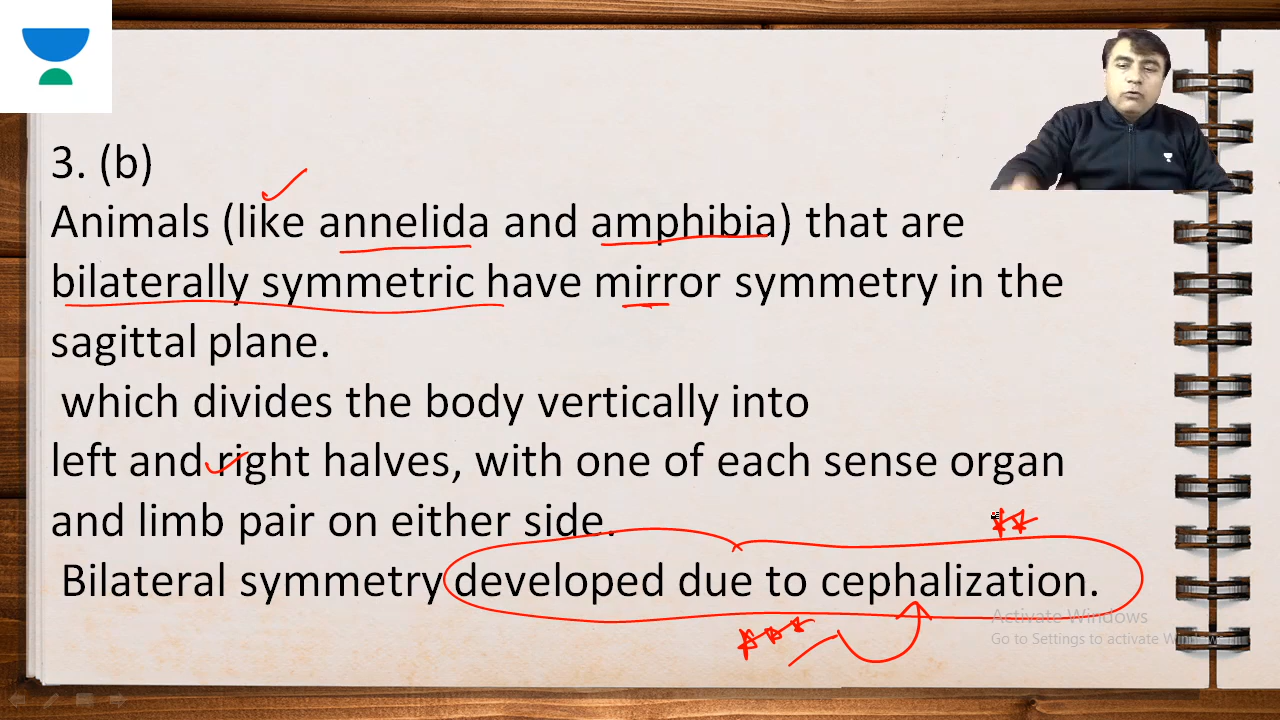 3. (b)
Animals (like annelida and amphibia) that are
bilaterally symmetric have mirror symmetry in the
sagittal plane.
which divides the body vertically into
left and right halves, with one of each sense organ
and limb pair on either side.
Bilateral symmetry developed due to cephalization.
Activate Windows
Go to Settings to activate Windows.